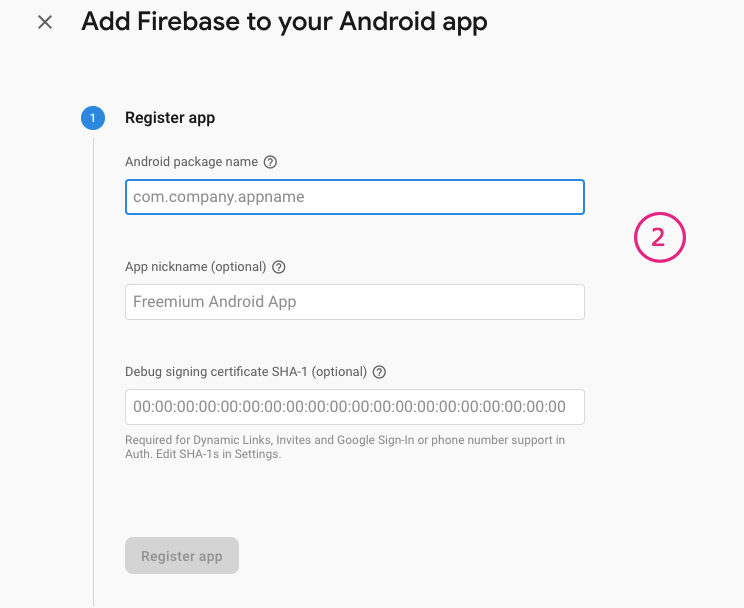 Add Firebase to your Android app
1 Register app
Android package name ?
com.company.appname
2
App nickname (optional) ?
Freemium Android App
Debug signing certificate SHA-1 (optional) ?
00:00:00:00:00:00:00:00:00:00:00:00:00:00:00:00:00:00:00:00
Required for Dynamic Links, Invites and Google Sign-In or phone number support in
Auth. Edit SHA-1s in Settings.
Register app